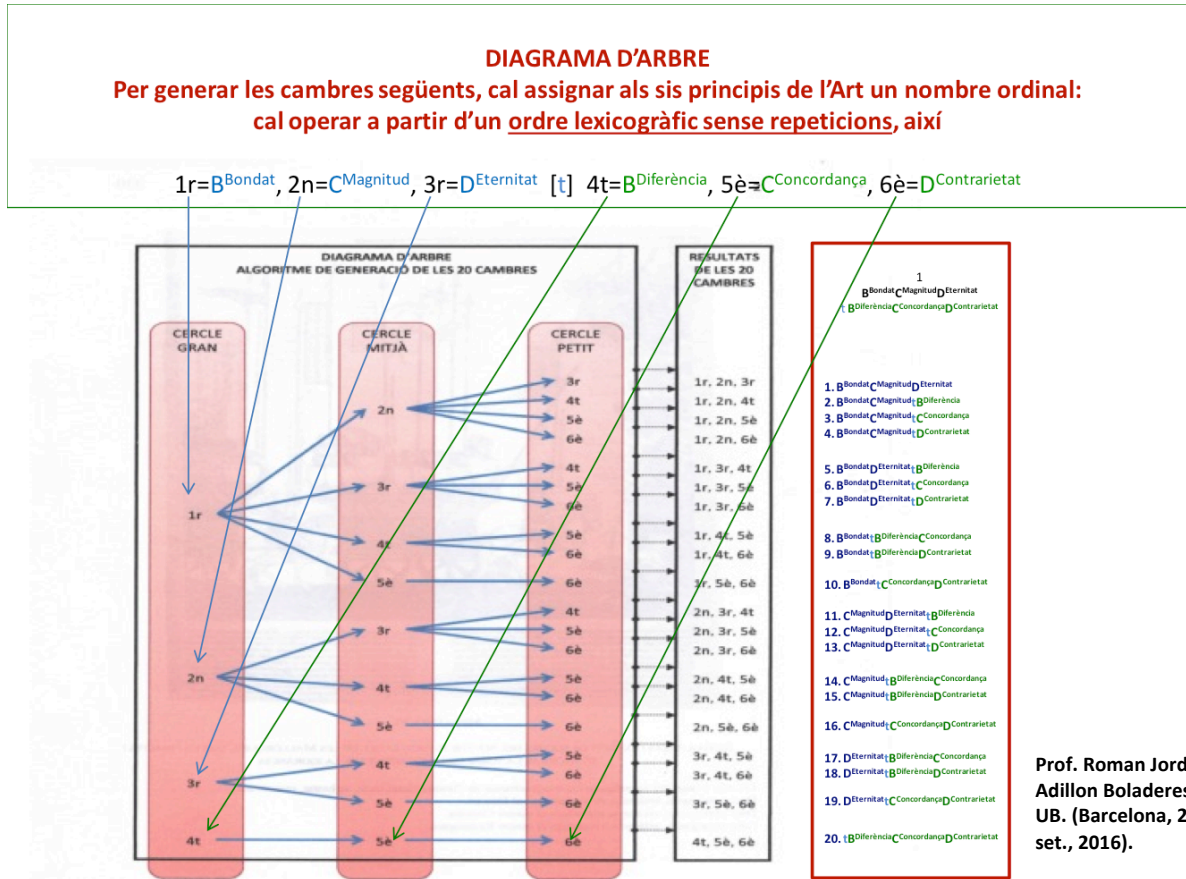 DIAGRAMA D'ARBRE
Per generar les cambres següents, cal assignar als sis principis de l'Art un nombre ordinal:
cal operar a partir d'un ordre lexicogràfic sense repeticions, així
1r=BBondat, 2n=CMagnitud, 3r=DEternitat [t] 4t=BDiferència, 5è=CConcordança, 6è=DContrarietat
DIAGRAMA D'ARBRE
ALGORITME DE GENERACIÓ DE LES 20 CAMBRES
CERCLE
GRAN
1r
2n
3r
4t
CERCLE
MITJÀ
2n
3r
4t
5è
3r
4t
5è
4t
5è
5è
CERCLE
PETIT
3r
4t
5è
6è
4t
5è
6è
5è
6è
6è
4t
5è
6è
5è
6è
6è
5è
6è
6è
6è
RESULTATS
DE LES 20
CAMBRES
1r, 2n, 3r
1r, 2n, 4t
1r, 2n, 5è
1r, 2n, 6è
1r, 3r, 4t
1r, 3r, 5è
1r, 3r, 6è
1r, 4t, 5è
1r, 4t, 6è
1r, 5è, 6è
2n, 3r, 4t
2n, 3r, 5è
2n, 3r, 6è
2n, 4t, 5è
2n, 4t, 6è
2n, 5è, 6è
3r, 4t, 5è
3r, 4t, 6è
3r, 5è, 6è
4t, 5è, 6è
1
BBondatCMagnitudDEternitat
t BDiferènciaCConcordançaDContrarietat
1. BBondatCMagnitudDEternitat
2. BBondatCMagnitudtBDiferència
3. BBondatCMagnitudtCConcordança
4. BBondatCMagnitudtDContrarietat
5. BBondatDEternitattBDiferència
6. BBondatDEternitattCConcordança
7. BBondatDEternitattDContrarietat
8. BBondattBDiferènciaCConcordança
9. BBondattBDiferènciaDContrarietat
10. BBondattCConcordançaDContrarietat
11. CMagnitudDEternitattBDiferència
12. CMagnitudDEternitattCConcordança
13. CMagnitudDEternitattDContrarietat
14. CMagnitudtBDiferènciaCConcordança
15. CMagnitudtBDiferènciaDContrarietat
16. CMagnitudtCConcordançaDContrarietat
17. DEternitattBDiferènciaCConcordança
18. DEternitattBDiferènciaDContrarietat
19. DEternitattCConcordançaDContrarietat
20. tBDiferènciaCConcordançaDContrarietat
Prof. Roman Jord
Adillon Boladeres
UB. (Barcelona, 2
set., 2016).